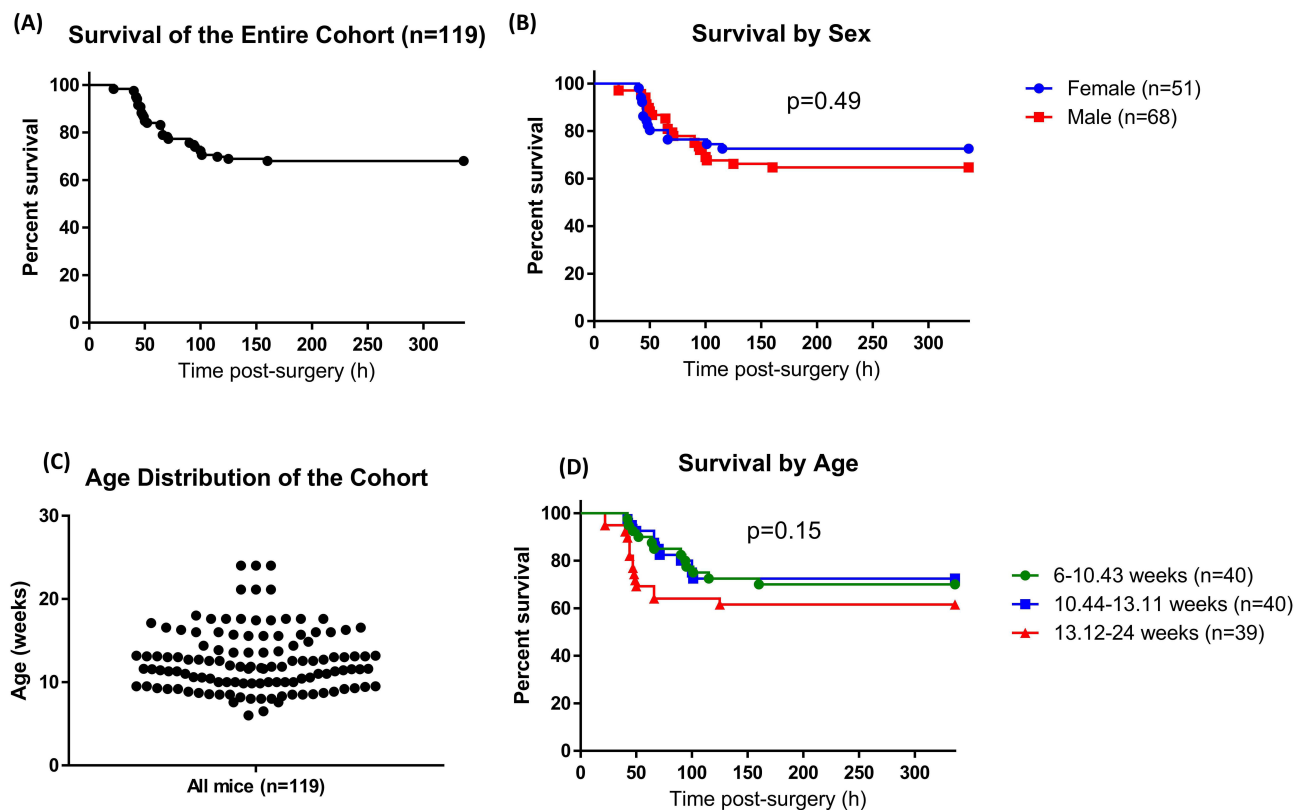 (A)
Survival of the Entire Cohort (n=119)
100
80
60
40
20
0
Percent survival
0 50 100 150 200 250 300
Time post-surgery (h)
(B)
Survival by Sex
p=0.49
100
80
60
40
20
0
Percent survival
0 50 100 150 200 250 300
Time post-surgery (h)
Female (n=51)
Male (n=68)
(C)
Age Distribution of the Cohort
30
20
10
0
Age (weeks)
All mice (n=119)
(D)
Survival by Age
p=0.15
100
80
60
40
20
0
Percent survival
0 50 100 150 200 250 300
Time post-surgery (h)
6-10.43 weeks (n=40)
10.44-13.11 weeks (n=40)
13.12-24 weeks (n=39)